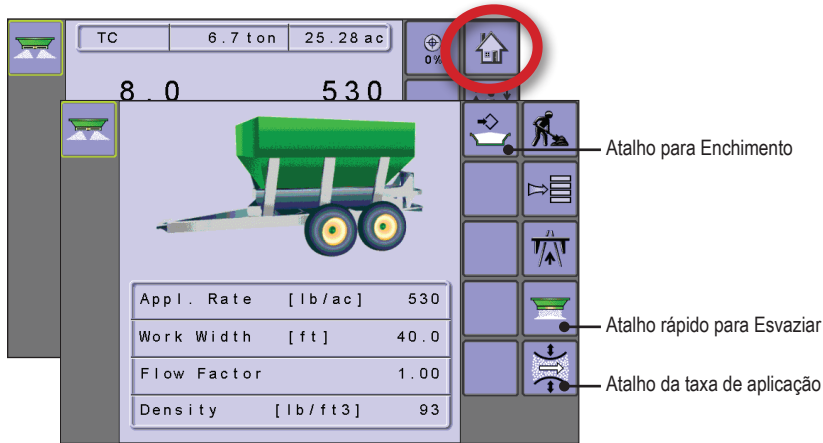 TC 6.7 ton 25.28 ac
0%
8.0 530
Atalho para Enchimento
Appl. Rate [lb/ac] 530
Work Width [ft] 40.0
Flow Factor 1.00
Density [lb/ft3] 93
Atalho rápido para Esvaziar
Atalho da taxa de aplicação